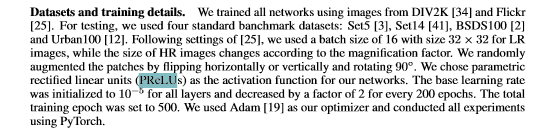 Datasets and training details. We trained all networks using images from DIV2K [34] and Flickr
[25]. For testing, we used four standard banchmark datasets: Set5 [3], Set14 [41], BSDS100 [2]
and Urban100 [12]. Following settings of [25], we used a batch size of 16 with size 32 × 32 for LR
images, while the size of HR images changes according to the magnification factor. We randomly
augmented the patches by flipping horizontally or vertically and rotating 90°. We chose parametric
rectified linear units (PReLUs) as the activation function for our networks. The base learning rate
was initialized to 10⁻⁵ for all layers and decreased by a factor of 2 for every 200 epochs. The total
training epoch was set to 500. We used Adam [19] as our optimizer and conducted all experiments
using PyTorch.